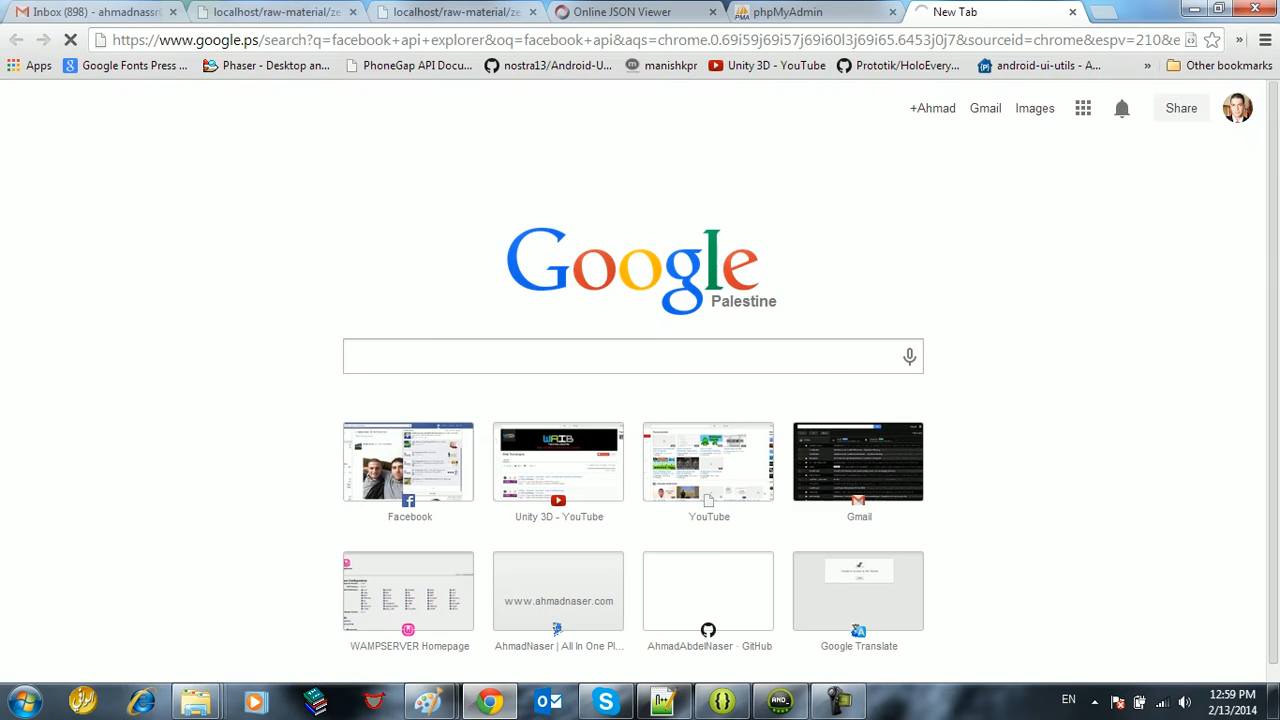 Inbox (898) - ahmadnasser
localhost/raw-material/ze
localhost/raw-material/ze
Online JSON Viewer
phpMyAdmin
New Tab
https://www.google.ps/search?q=facebook+api+explorer&oq=facebook+api&aqs=chrome.0.69i59j69i57j69i60l3j69i65.6453j0j7&sourceid=chrome&espv=210&e
Apps
Google Fonts Press ...
Phaser - Desktop an...
PhoneGap API Docu...
nostra13/Android-U...
manishkpr
Unity 3D - YouTube
Prototik/HoloEvery...
android-ui-utils - A...
»
Other bookmarks
+Ahmad
Gmail
Images
Share
Google
Palestine
Facebook
Unity 3D - YouTube
YouTube
Gmail
www.ahmadnaser.com
WAMPSERVER Homepage
AhmadNaser | All In One Pl...
AhmadAbdelNaser · GitHub
Google Translate
EN
12:59 PM
2/13/2014